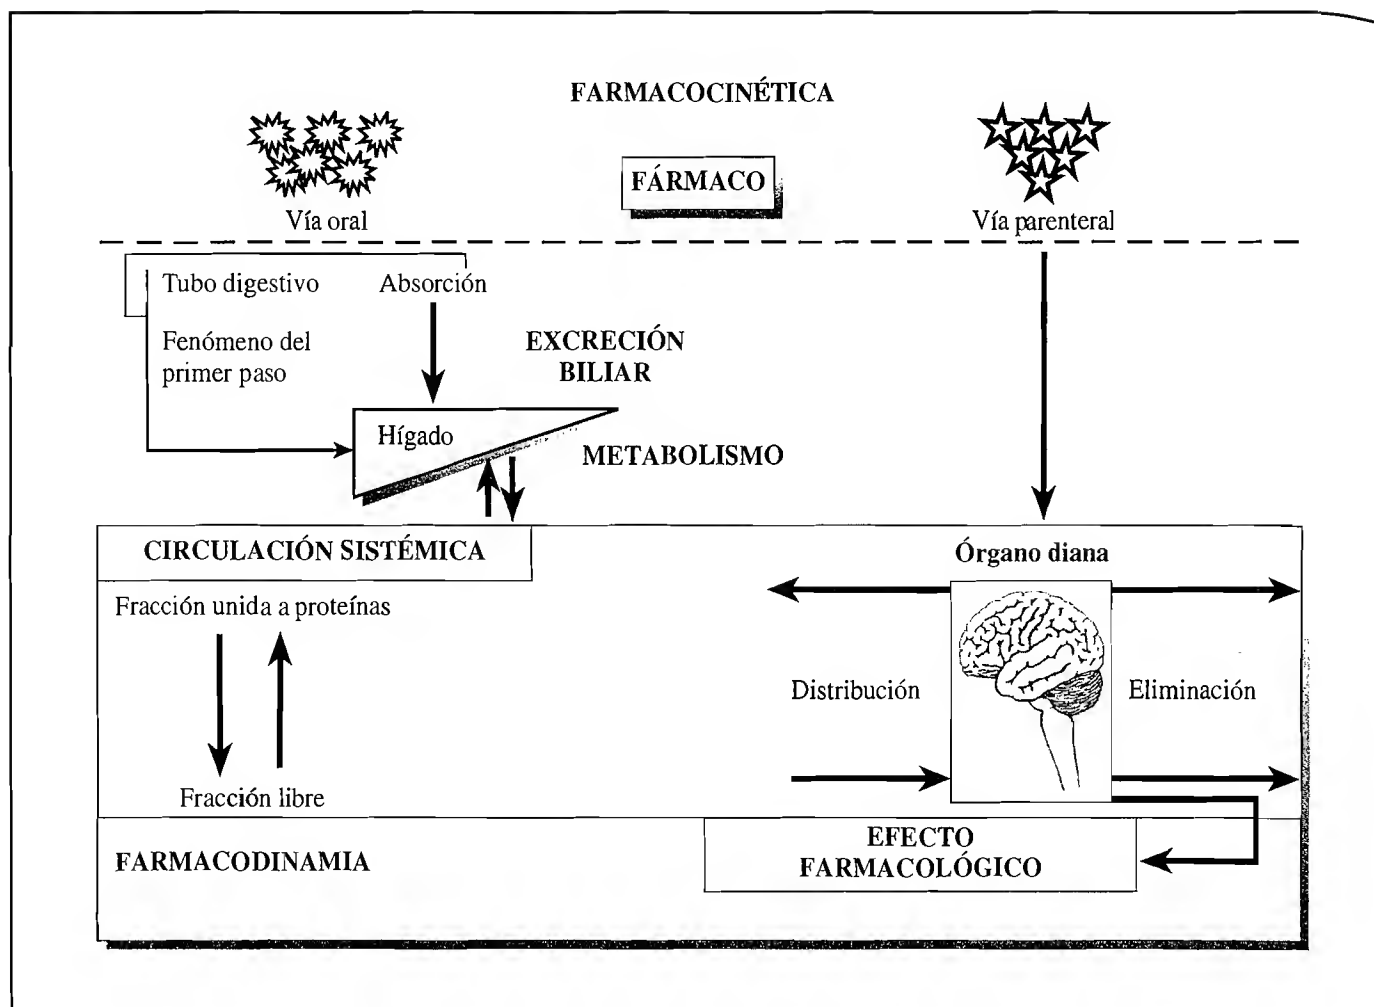 FARMACOCINÉTICA
FÁRMACO
Vía oral
Vía parenteral
Tubo digestivo
Absorción
Fenómeno del
primer paso
EXCRECIÓN
BILIAR
Hígado
METABOLISMO
CIRCULACIÓN SISTÉMICA
Órgano diana
Fracción unida a proteínas
Distribución
Eliminación
Fracción libre
EFECTO
FARMACOLÓGICO
FARMACODINAMIA